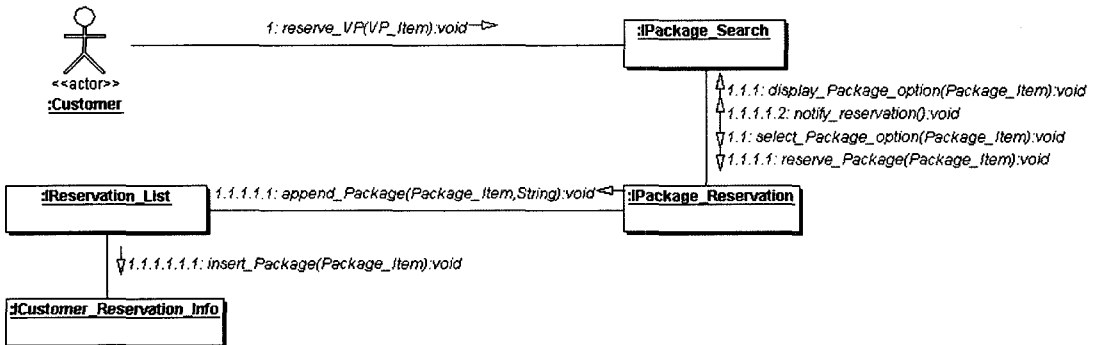 1: reserve_VP(VP_Item):void
:IPackage_Search
<<actor>>
:Customer
1.1.1: display_Package_option(Package_Item):void
1.1.1.1.2: notify_reservation():void
1.1: select_Package_option(Package_Item):void
1.1.1.1: reserve_Package(Package_Item):void
:IReservation_List
1.1.1.1.1: append_Package(Package_Item,String):void
:IPackage_Reservation
1.1.1.1.1.1: insert_Package(Package_Item):void
:ICustomer_Reservation_Info